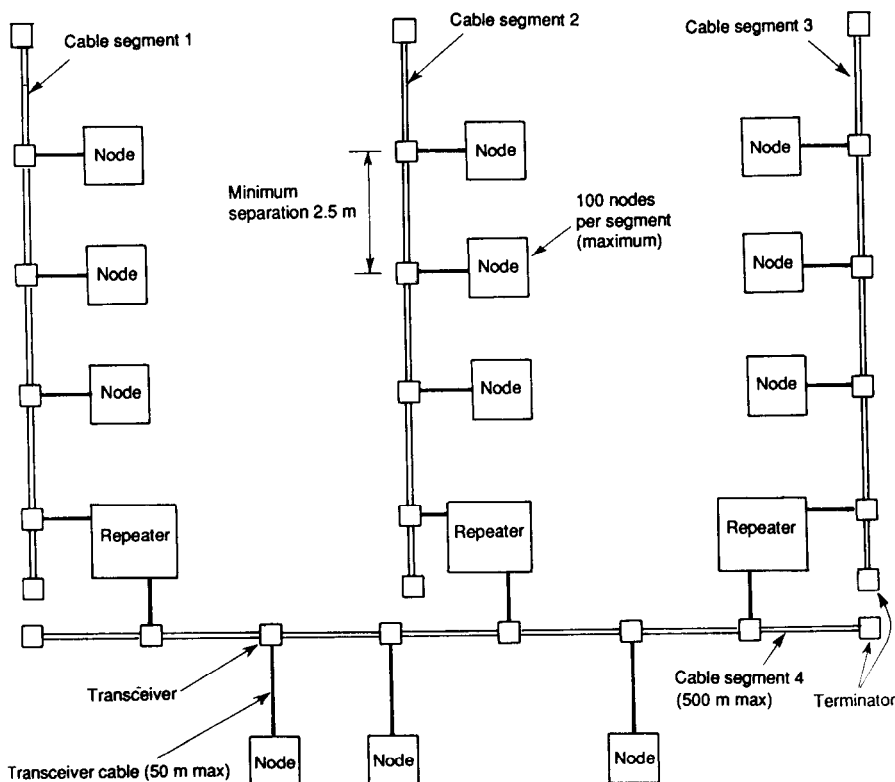 Cable segment 1
Cable segment 2
Cable segment 3
Node
Node
Node
Minimum
separation 2.5 m
100 nodes
per segment
(maximum)
Node
Node
Node
Node
Node
Node
Repeater
Repeater
Repeater
Transceiver
Cable segment 4
(500 m max)
Terminator
Transceiver cable (50 m max)
Node
Node
Node